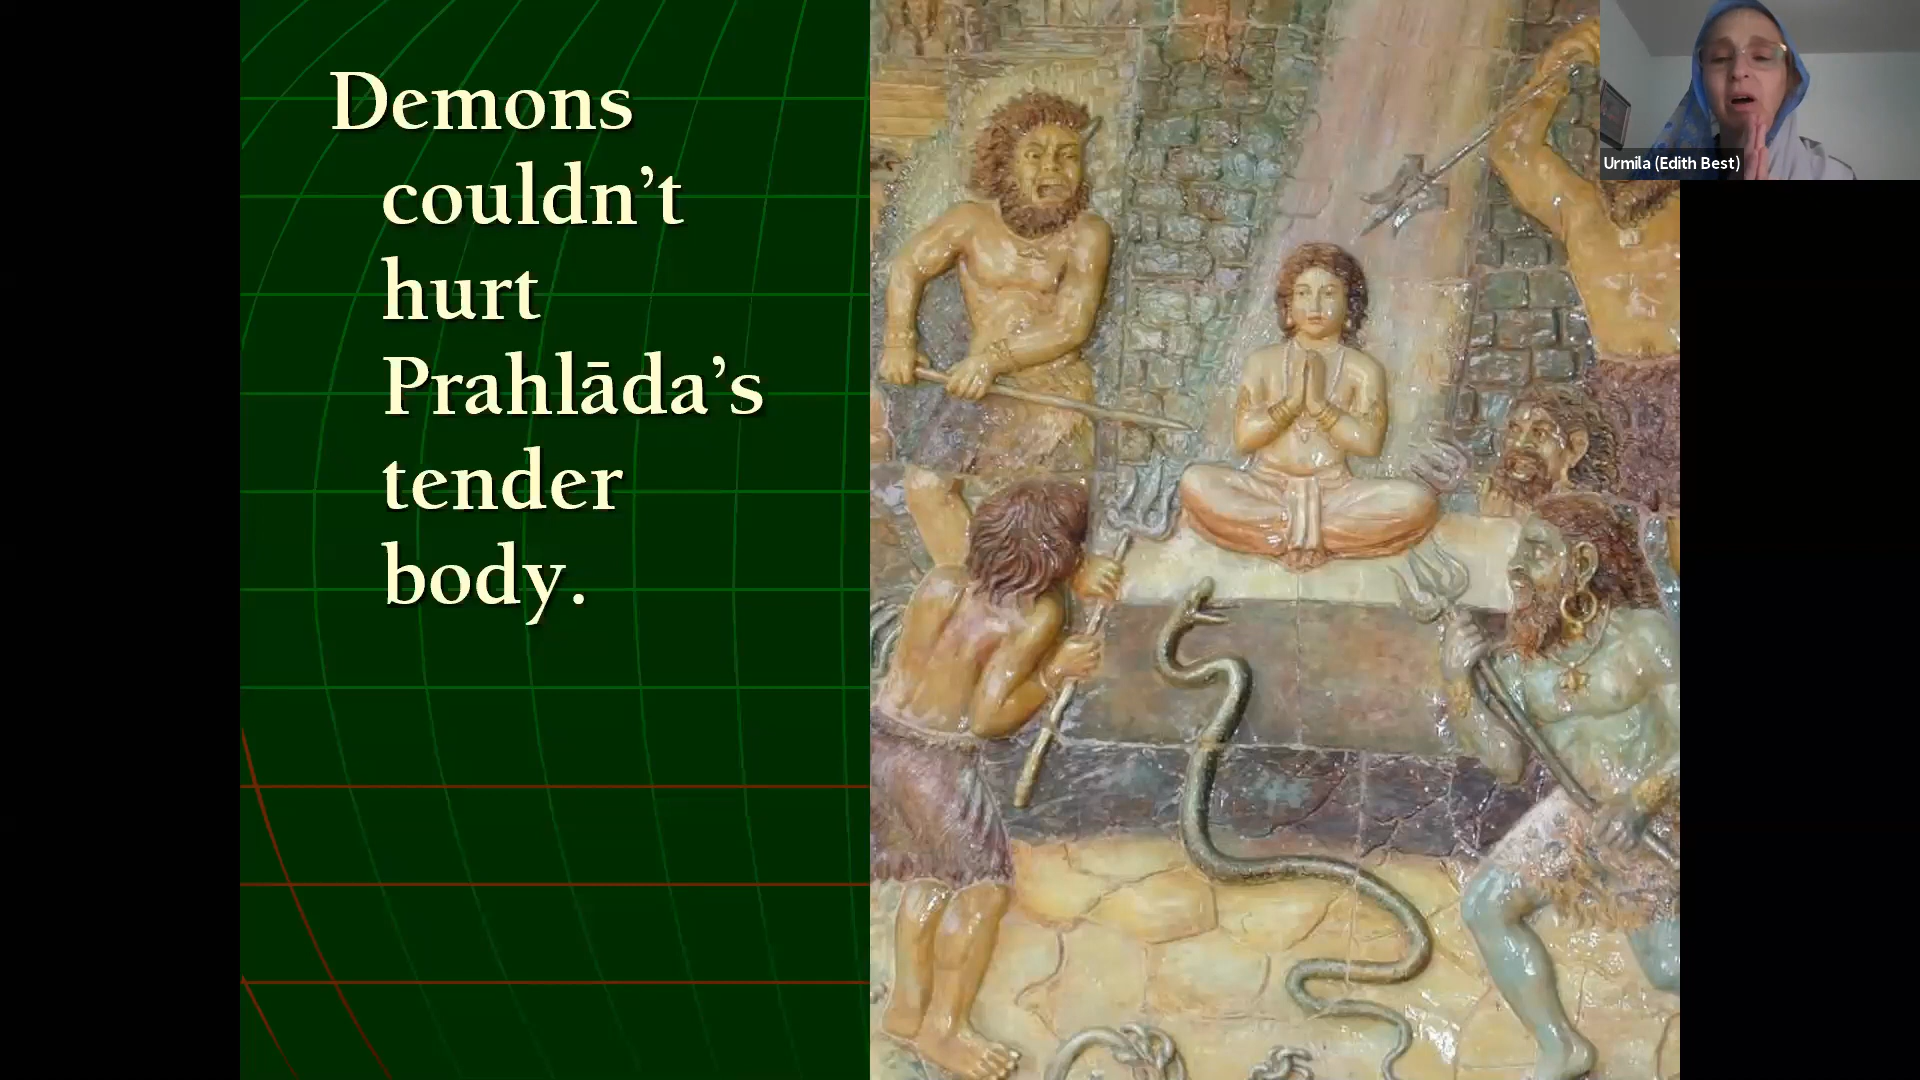 Demons
couldn’t
hurt
Prahlāda’s
tender
body.
Urmila (Edith Best)